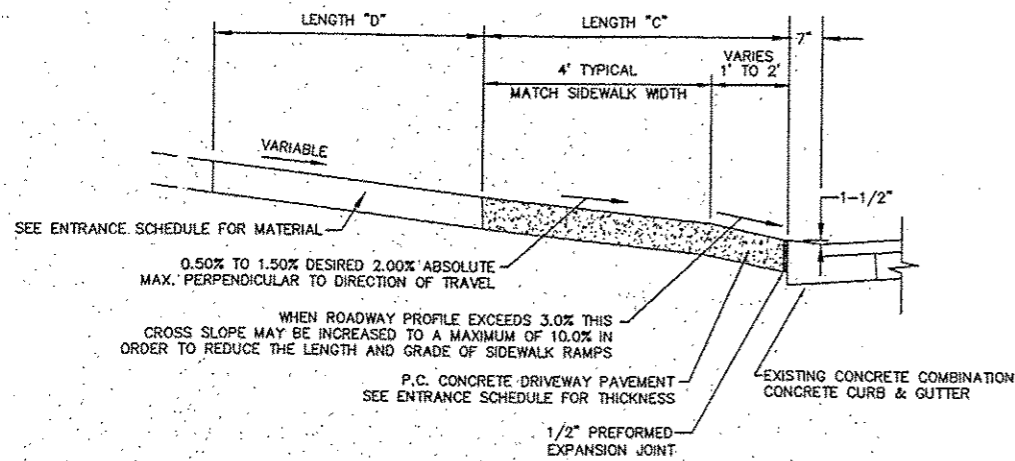 LENGTH "D"
LENGTH "C"
7"
4' TYPICAL
MATCH SIDEWALK WIDTH
VARIES
1' TO 2'
VARIABLE
1-1/2"
SEE ENTRANCE SCHEDULE FOR MATERIAL
0.50% TO 1.50% DESIRED 2.00% ABSOLUTE
MAX. PERPENDICULAR TO DIRECTION OF TRAVEL
WHEN ROADWAY PROFILE EXCEEDS 3.0% THIS
CROSS SLOPE MAY BE INCREASED TO A MAXIMUM OF 10.0% IN
ORDER TO REDUCE THE LENGTH AND GRADE OF SIDEWALK RAMPS
P.C. CONCRETE DRIVEWAY PAVEMENT
SEE ENTRANCE SCHEDULE FOR THICKNESS
EXISTING CONCRETE COMBINATION
CONCRETE CURB & GUTTER
1/2" PREFORMED
EXPANSION JOINT